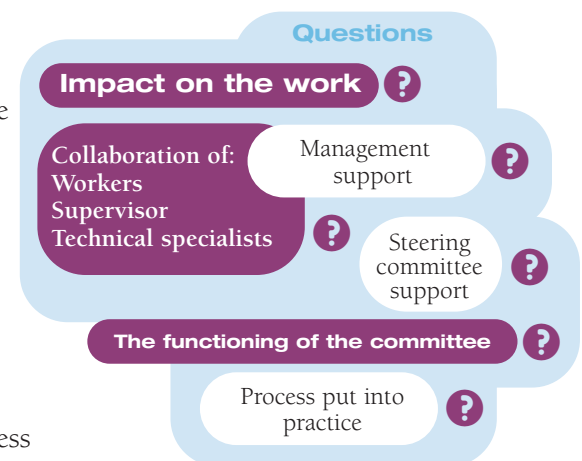 Questions
Impact on the work ?
e
Collaboration of:
Workers
Supervisor
Technical specialists ?
Management
support ?
Steering
committee
support ?
The functioning of the committee ?
Process put into
practice ?
ess